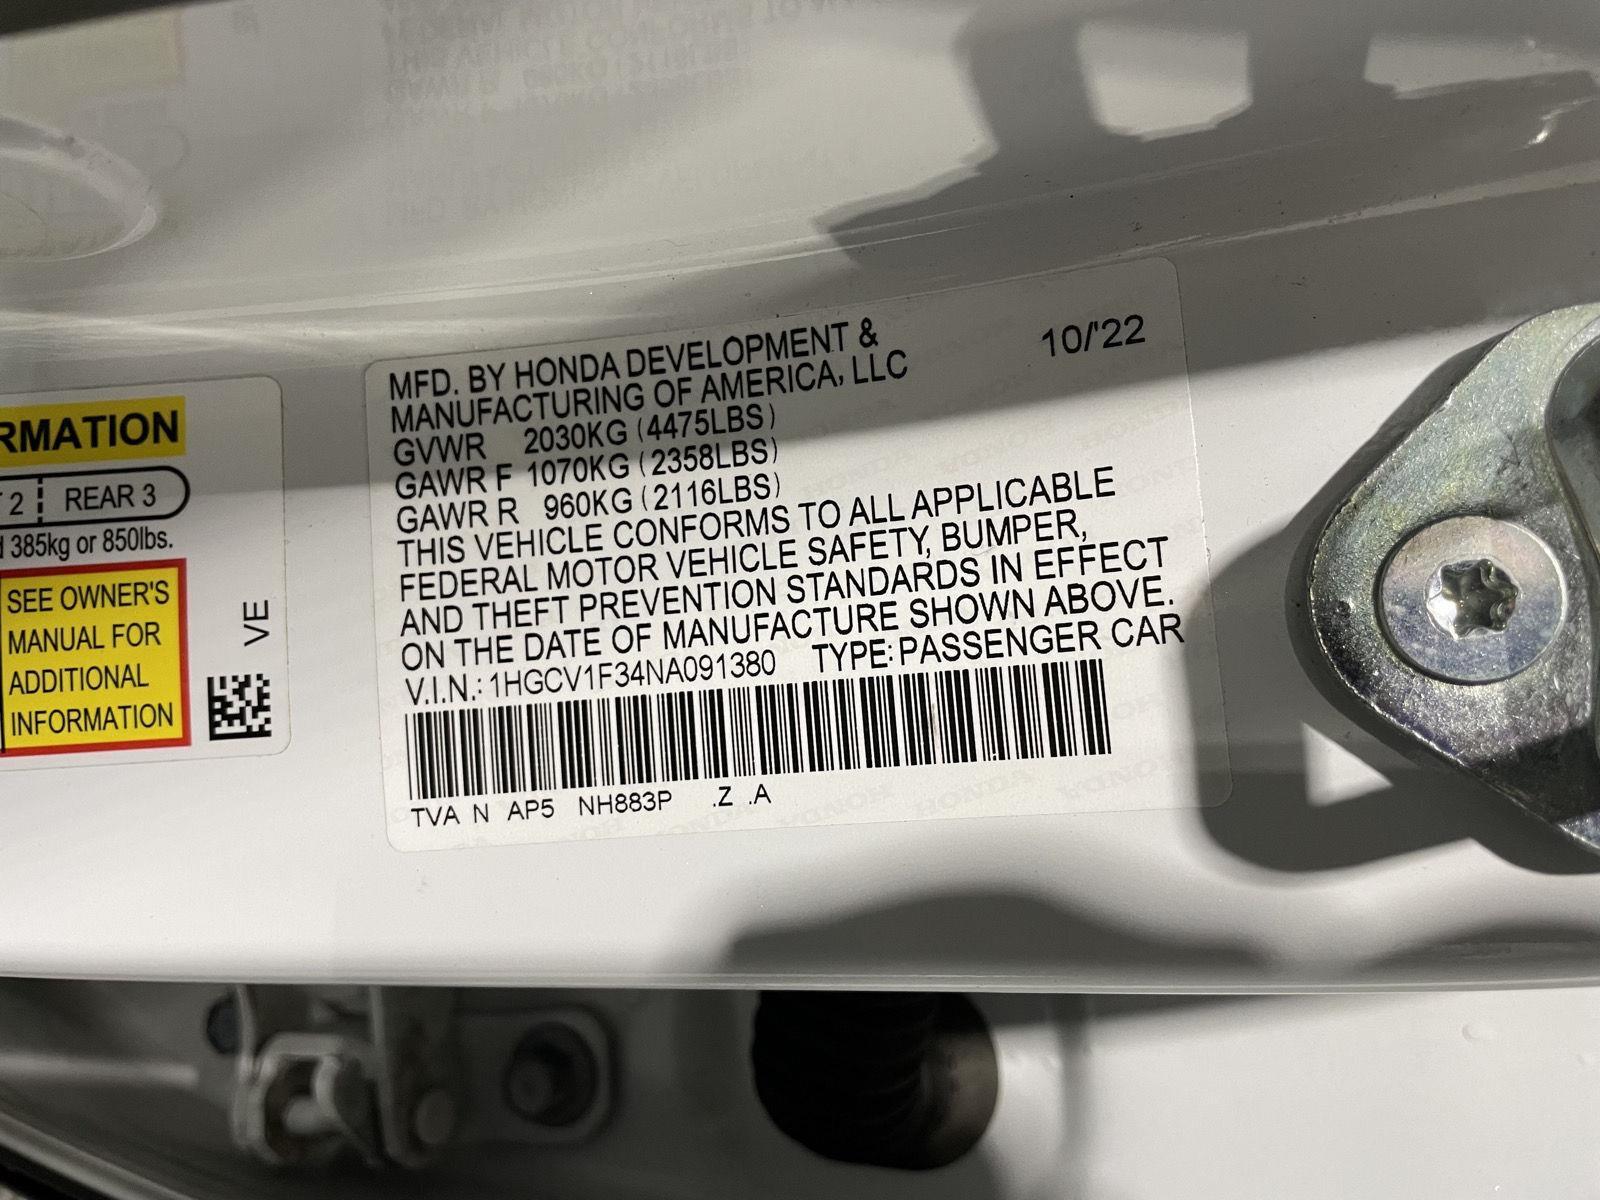 RMATION
2 REAR 3
385kg or 850lbs.
SEE OWNER'S
MANUAL FOR
ADDITIONAL
INFORMATION
VE
MFD. BY HONDA DEVELOPMENT &
MANUFACTURING OF AMERICA, LLC
10/'22
GVWR 2030KG (4475LBS)
GAWR F 1070KG (2358LBS)
GAWR R 960KG (2116LBS)
THIS VEHICLE CONFORMS TO ALL APPLICABLE
FEDERAL MOTOR VEHICLE SAFETY, BUMPER,
AND THEFT PREVENTION STANDARDS IN EFFECT
ON THE DATE OF MANUFACTURE SHOWN ABOVE.
V.I.N.: 1HGCV1F34NA091380 TYPE: PASSENGER CAR
TVA N AP5 NH883P .Z .A